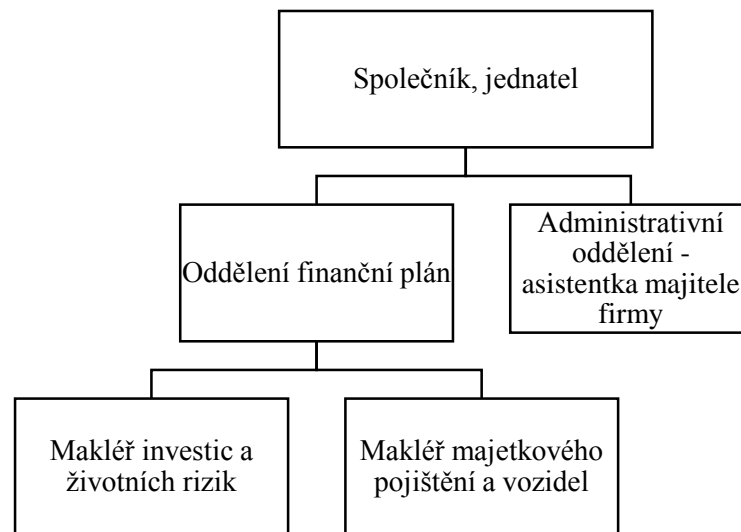 Společník, jednatel
Oddělení finanční plán
Administrativní
oddělení -
asistentka majitele
firmy
Makléř investic a
životních rizik
Makléř majetkového
pojištění a vozidel